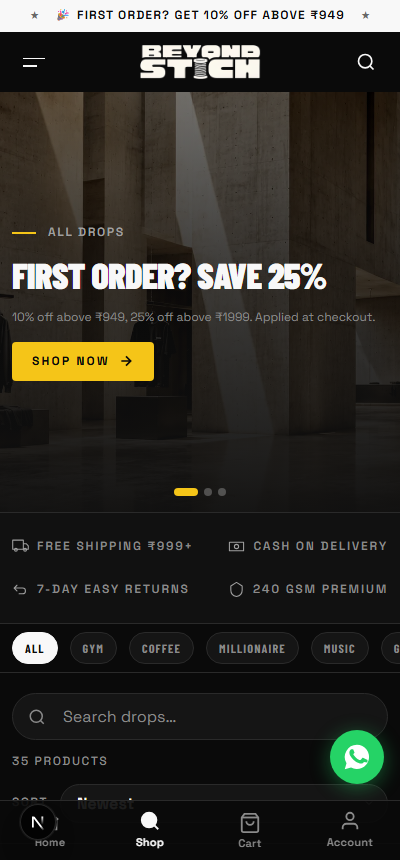 ★ 🎉 FIRST ORDER? GET 10% OFF ABOVE ₹949 ★
BEYOND
STITCH
ALL DROPS
FIRST ORDER? SAVE 25%
10% off above ₹949, 25% off above ₹1999. Applied at checkout.
SHOP NOW →
FREE SHIPPING ₹999+
CASH ON DELIVERY
7-DAY EASY RETURNS
240 GSM PREMIUM
ALL
GYM
COFFEE
MILLIONAIRE
MUSIC
G
Search drops...
35 PRODUCTS
SORT
Newest
N
Home
Shop
Cart
Account